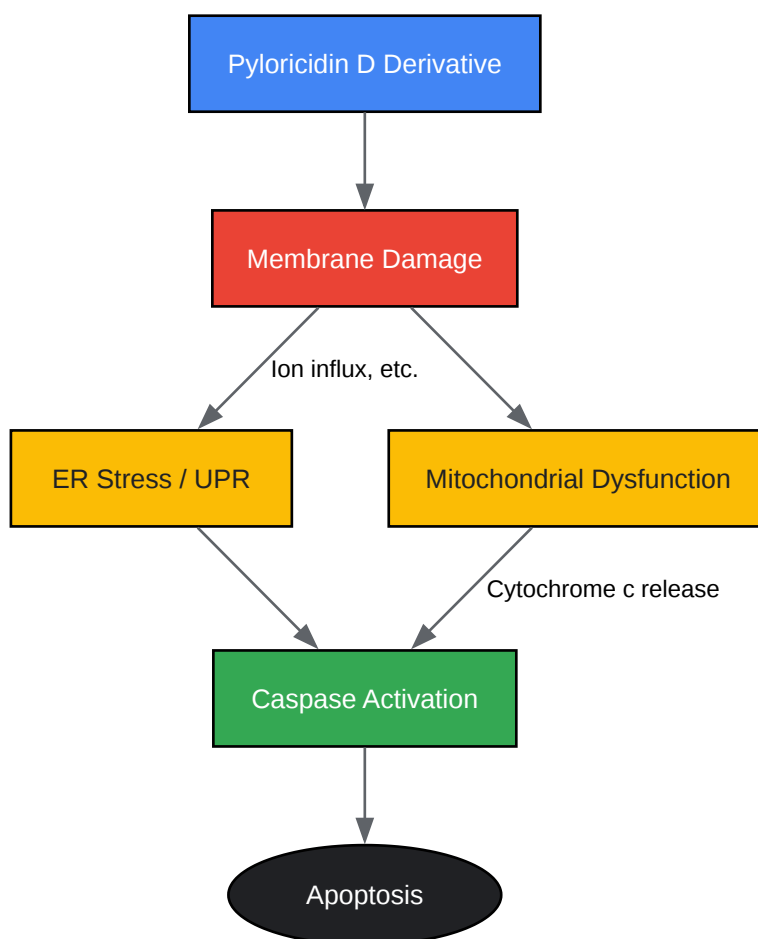 Pyloricidin D Derivative
Membrane Damage
Ion influx, etc.
ER Stress / UPR
Mitochondrial Dysfunction
Cytochrome c release
Caspase Activation
Apoptosis